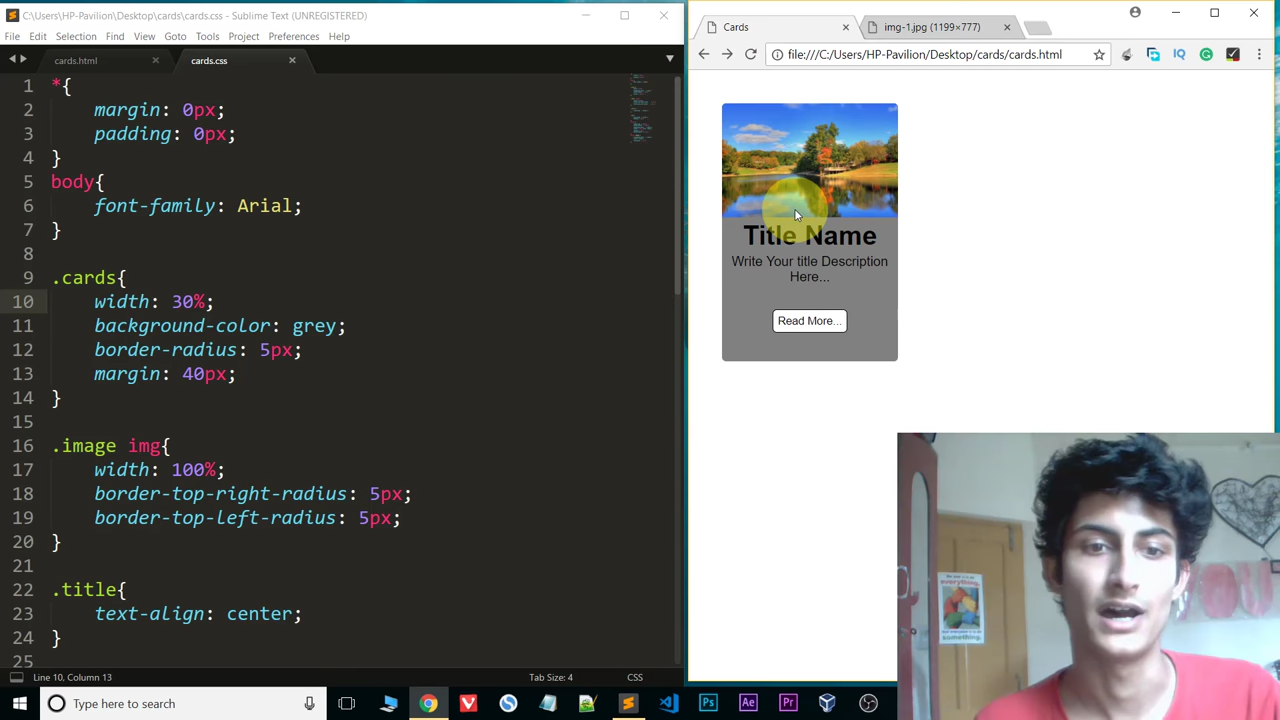 C:\Users\HP-Pavilion\Desktop\cards\cards.css - Sublime Text (UNREGISTERED)
File Edit Selection Find View Goto Tools Project Preferences Help
cards.html
cards.css
1 *{
2 margin: 0px;
3 padding: 0px;
4 }
5 body{
6 font-family: Arial;
7 }
8
9 .cards{
10 width: 30%;
11 background-color: grey;
12 border-radius: 5px;
13 margin: 40px;
14 }
15
16 .image img{
17 width: 100%;
18 border-top-right-radius: 5px;
19 border-top-left-radius: 5px;
20 }
21
22 .title{
23 text-align: center;
24 }
25
Line 10, Column 13
Tab Size: 4
CSS
Cards
img-1.jpg (1199×777)
file:///C:/Users/HP-Pavilion/Desktop/cards/cards.html
IQ
Title Name
Write Your title Description
Here...
Read More...
everything.
something.
Type here to search
Ps
Ae
Pr